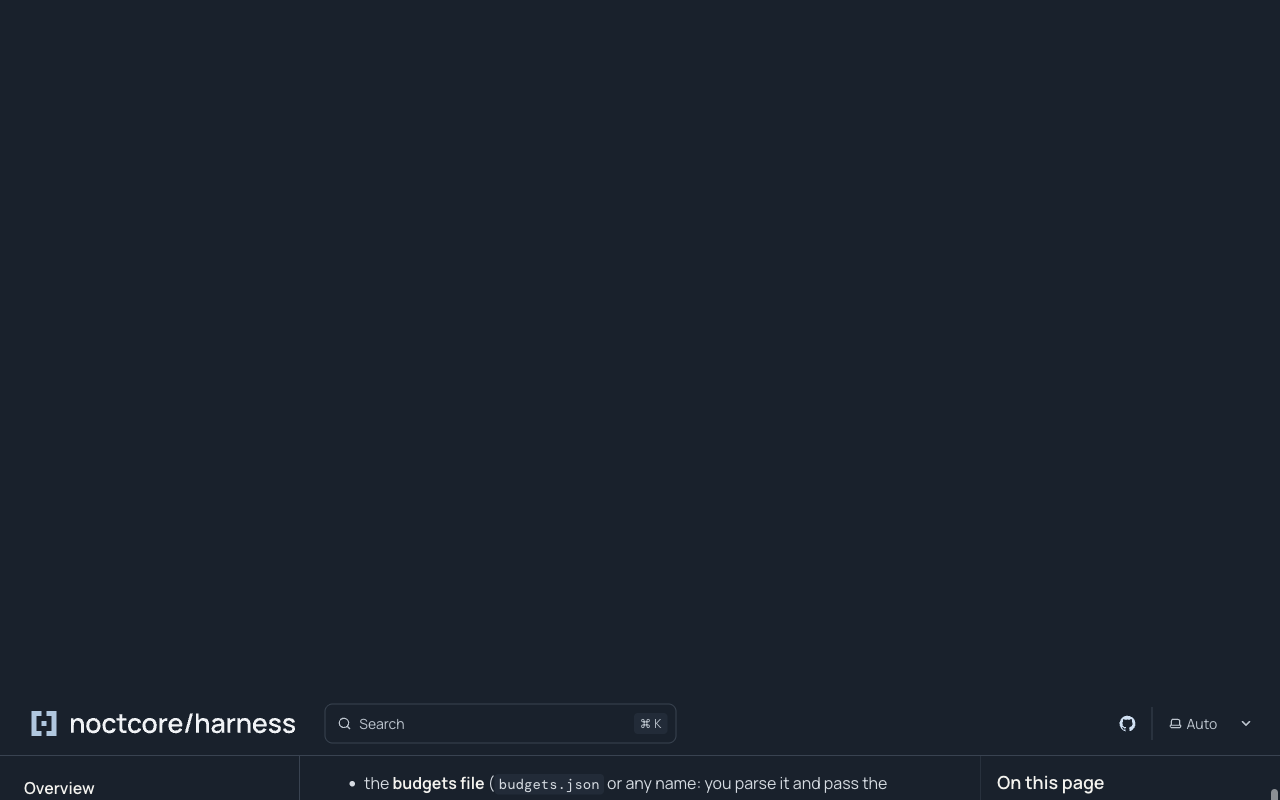 noctcore/harness
Search
⌘ K
Auto
Overview
the budgets file (budgets.json or any name: you parse it and pass the
On this page